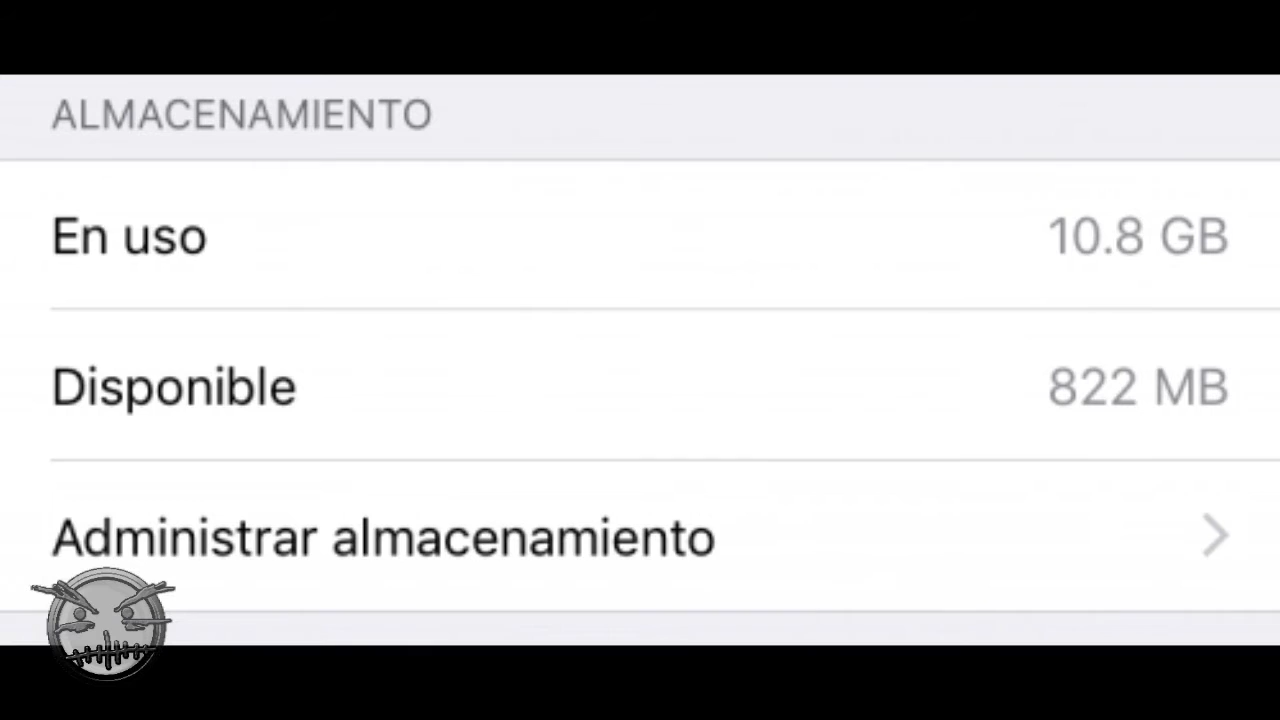 ALMACENAMIENTO
En uso 10.8 GB
Disponible 822 MB
Administrar almacenamiento